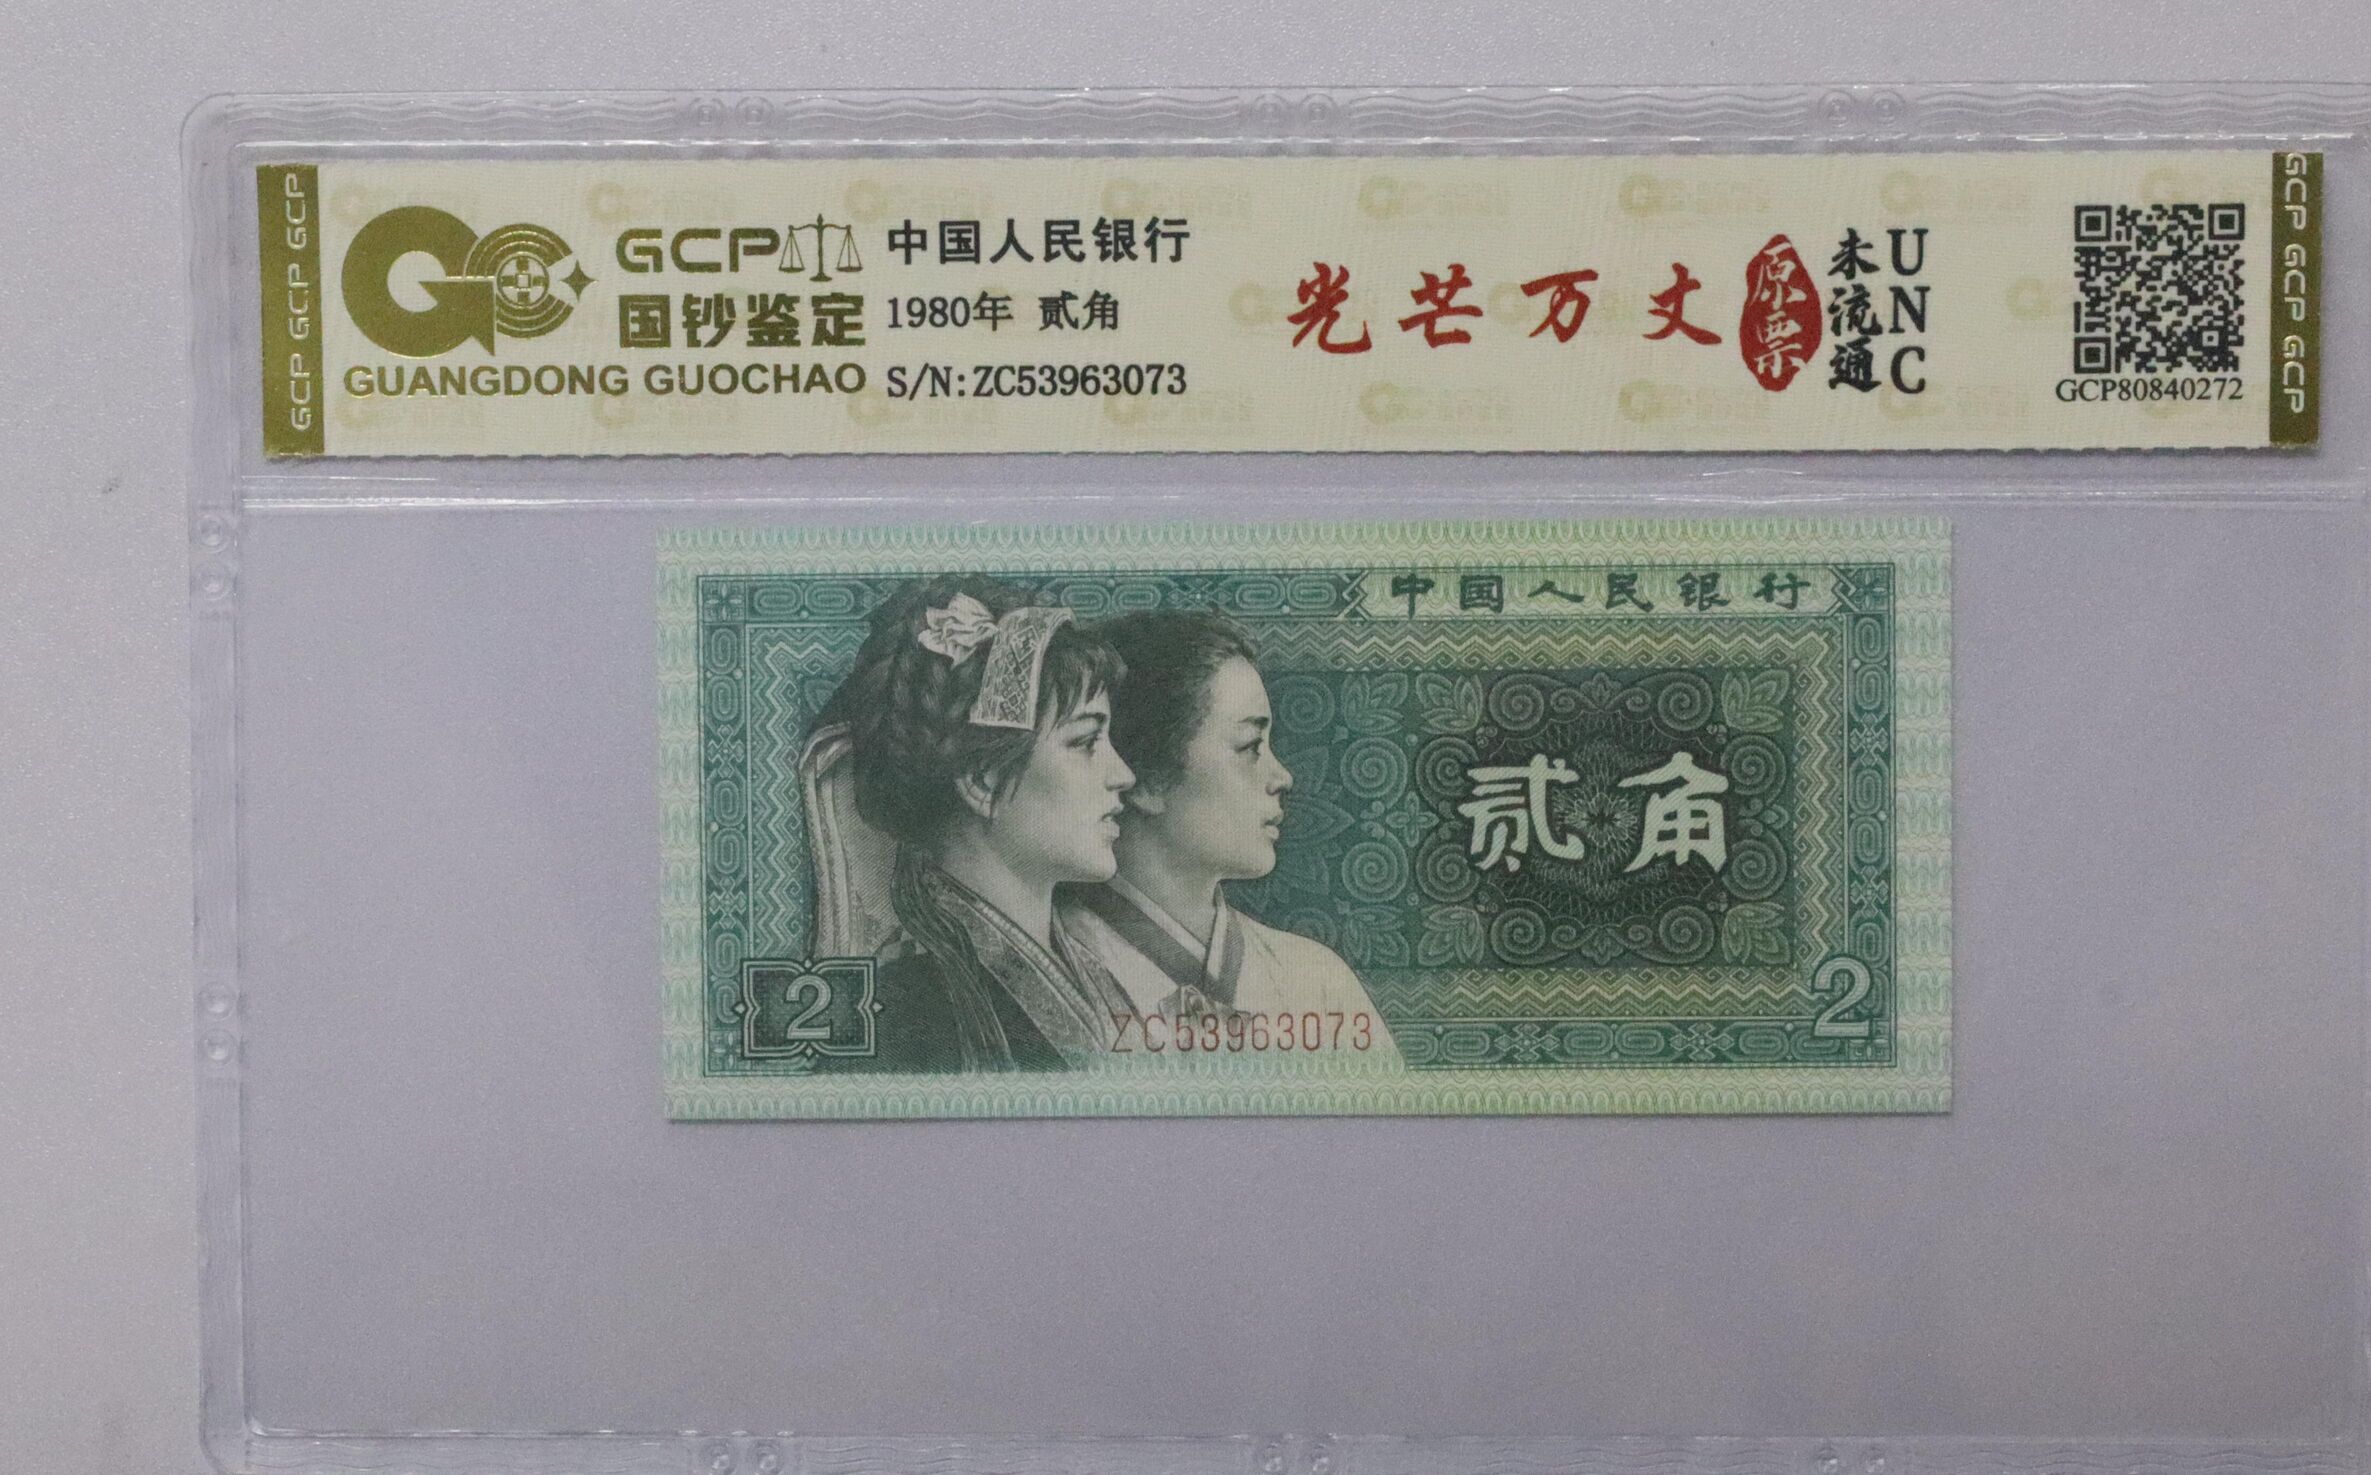 GCP GCP GCP
GCP
国钞鉴定
GUANGDONG GUOCHAO
中国人民银行
1980年 贰角
S/N:ZC53963073
光芒万丈
原票
未流通
UNC
GCP80840272
GCP GCP GCP
中国人民银行
贰角
2
2
ZC53963073